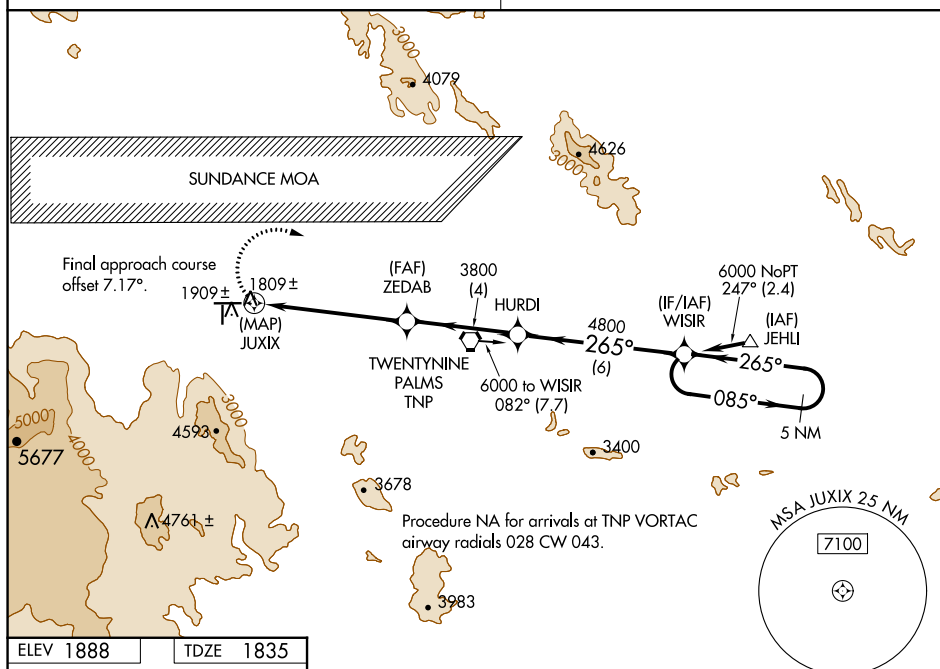 3000
4079
4626
3000
SUNDANCE MOA
Final approach course
offset 7.17°.
1909 ±
1809 ±
(MAP)
JUXIX
(FAF)
ZEDAB
3800
(4)
HURDI
4800
265°
(6)
(IF/IAF)
WISIR
6000 NoPT
247° (2.4)
(IAF)
JEHLI
265°
085°
5 NM
TWENTYNINE
PALMS
TNP
6000 to WISIR
082° (7.7)
5000
4000
3000
5677
4593
4761 ±
3678
3400
3983
Procedure NA for arrivals at TNP VORTAC
airway radials 028 CW 043.
MSA JUXIX 25 NM
7100
ELEV 1888
TDZE 1835